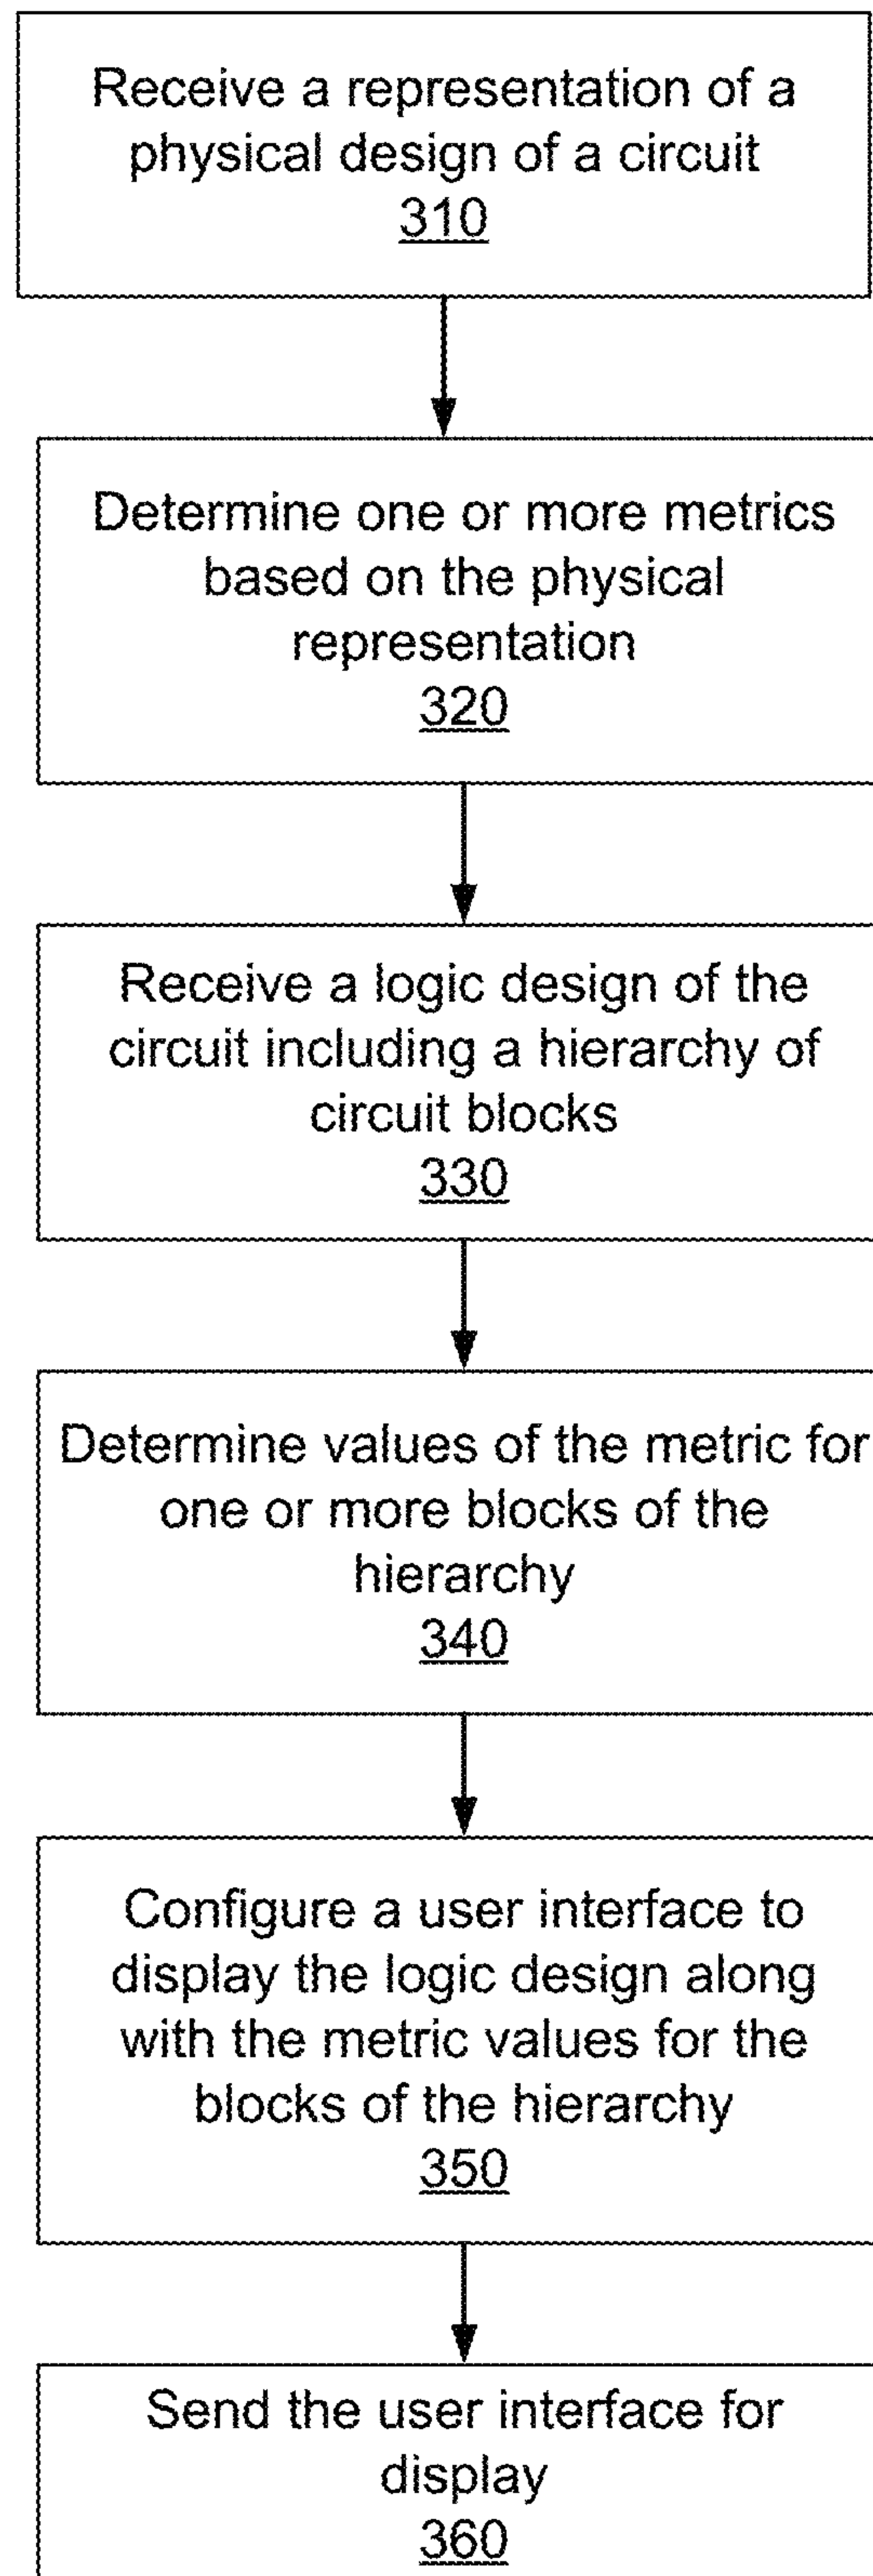 Receive a representation of a
physical design of a circuit
310
Determine one or more metrics
based on the physical
representation
320
Receive a logic design of the
circuit including a hierarchy of
circuit blocks
330
Determine values of the metric for
one or more blocks of the
hierarchy
340
Configure a user interface to
display the logic design along
with the metric values for the
blocks of the hierarchy
350
Send the user interface for
display
360